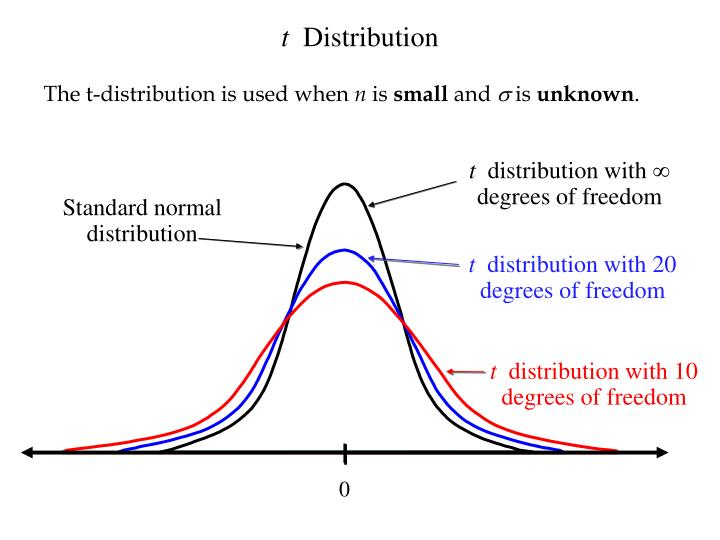 t Distribution
The t-distribution is used when n is small and σ is unknown.
t distribution with ∞
degrees of freedom
Standard normal
distribution
t distribution with 20
degrees of freedom
t distribution with 10
degrees of freedom
0